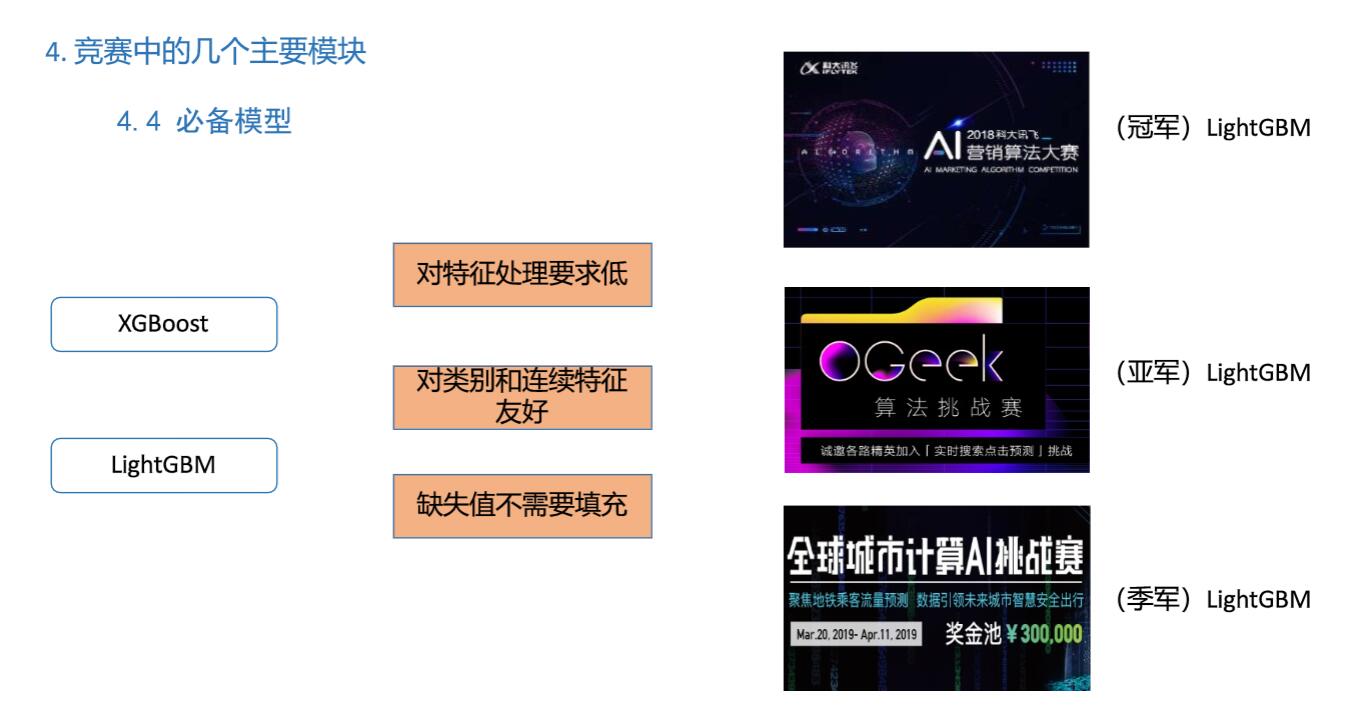 4. 竞赛中的几个主要模块
4.4 必备模型
XGBoost
LightGBM
对特征处理要求低
对类别和连续特征
友好
缺失值不需要填充
科大讯飞
IFLYTEK
ALGORITHM
AI 2018科大讯飞_
营销算法大赛
AI MARKETING ALGORITHM COMPETITION
(冠军) LightGBM
OGeek
算法挑战赛
诚邀各路精英加入「实时搜索点击预测」挑战
(亚军) LightGBM
全球城市计算AI挑战赛
聚焦地铁乘客流量预测 数据引领未来城市智慧安全出行
Mar.20, 2019- Apr.11, 2019 奖金池¥300,000
(季军) LightGBM